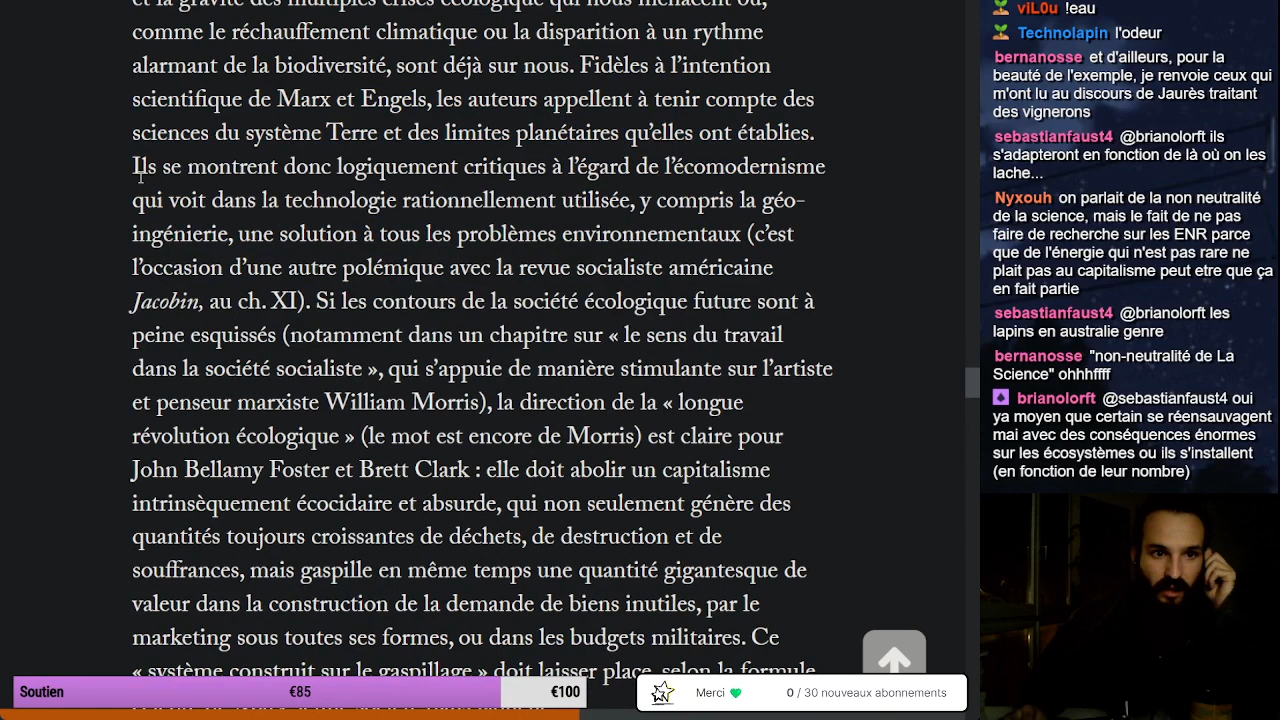 et la gravité des multiples crises écologique qui nous menacent ou,
comme le réchauffement climatique ou la disparition à un rythme
alarmant de la biodiversité, sont déjà sur nous. Fidèles à l’intention
scientifique de Marx et Engels, les auteurs appellent à tenir compte des
sciences du système Terre et des limites planétaires qu’elles ont établies.
Ils se montrent donc logiquement critiques à l’égard de l’écomodernisme
qui voit dans la technologie rationnellement utilisée, y compris la géo-
ingénierie, une solution à tous les problèmes environnementaux (c’est
l’occasion d’une autre polémique avec la revue socialiste américaine
Jacobin, au ch. XI). Si les contours de la société écologique future sont à
peine esquissés (notamment dans un chapitre sur « le sens du travail
dans la société socialiste », qui s’appuie de manière stimulante sur l’artiste
et penseur marxiste William Morris), la direction de la « longue
révolution écologique » (le mot est encore de Morris) est claire pour
John Bellamy Foster et Brett Clark : elle doit abolir un capitalisme
intrinsèquement écocidaire et absurde, qui non seulement génère des
quantités toujours croissantes de déchets, de destruction et de
souffrances, mais gaspille en même temps une quantité gigantesque de
valeur dans la construction de la demande de biens inutiles, par le
marketing sous toutes ses formes, ou dans les budgets militaires. Ce
« système construit sur le gaspillage » doit laisser place, selon la formule
Soutien €85 €100
Merci 0 / 30 nouveaux abonnements
viL0u !eau
Technolapin l'odeur
bernanosse et d'ailleurs, pour la
beauté de l'exemple, je renvoie ceux qui
m'ont lu au discours de Jaurès traitant
des vignerons
sebastianfaust4 @brianolorft ils
s'adapteront en fonction de là où on les
lache...
Nyxouh on parlait de la non neutralité
de la science, mais le fait de ne pas
faire de recherche sur les ENR parce
que de l'énergie qui n'est pas rare ne
plait pas au capitalisme peut etre que ça
en fait partie
sebastianfaust4 @brianolorft les
lapins en australie genre
bernanosse "non-neutralité de La
Science" ohhhffff
brianolorft @sebastianfaust4 oui
ya moyen que certain se réensauvagent
mai avec des conséquences énormes
sur les écosystèmes ou ils s'installent
(en fonction de leur nombre)